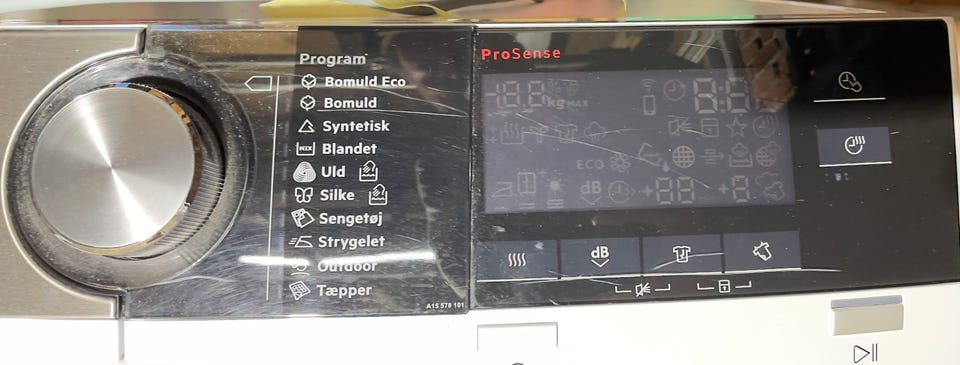 Program
Bomuld Eco
Bomuld
Syntetisk
MIX Blandet
Uld
Silke
Sengetøj
Strygelet
Outdoor
Tæpper
A15 578 101
ProSense
kg MAX
ECO
dB
dB